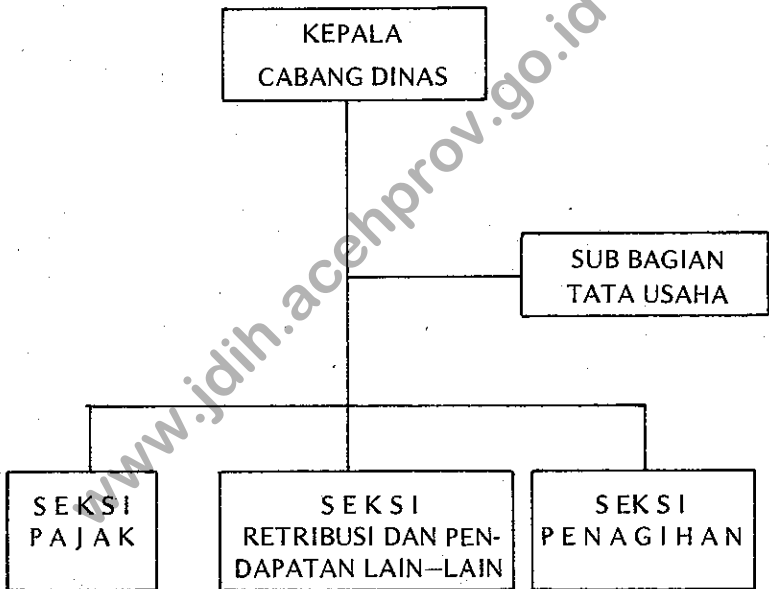 KEPALA
CABANG DINAS
SUB BAGIAN
TATA USAHA
SEKSI
PAJAK
SEKSI
RETRIBUSI DAN PEN-
DAPATAN LAIN—LAIN
SEKSI
PENAGIHAN
www.jdih.acehprov.go.id